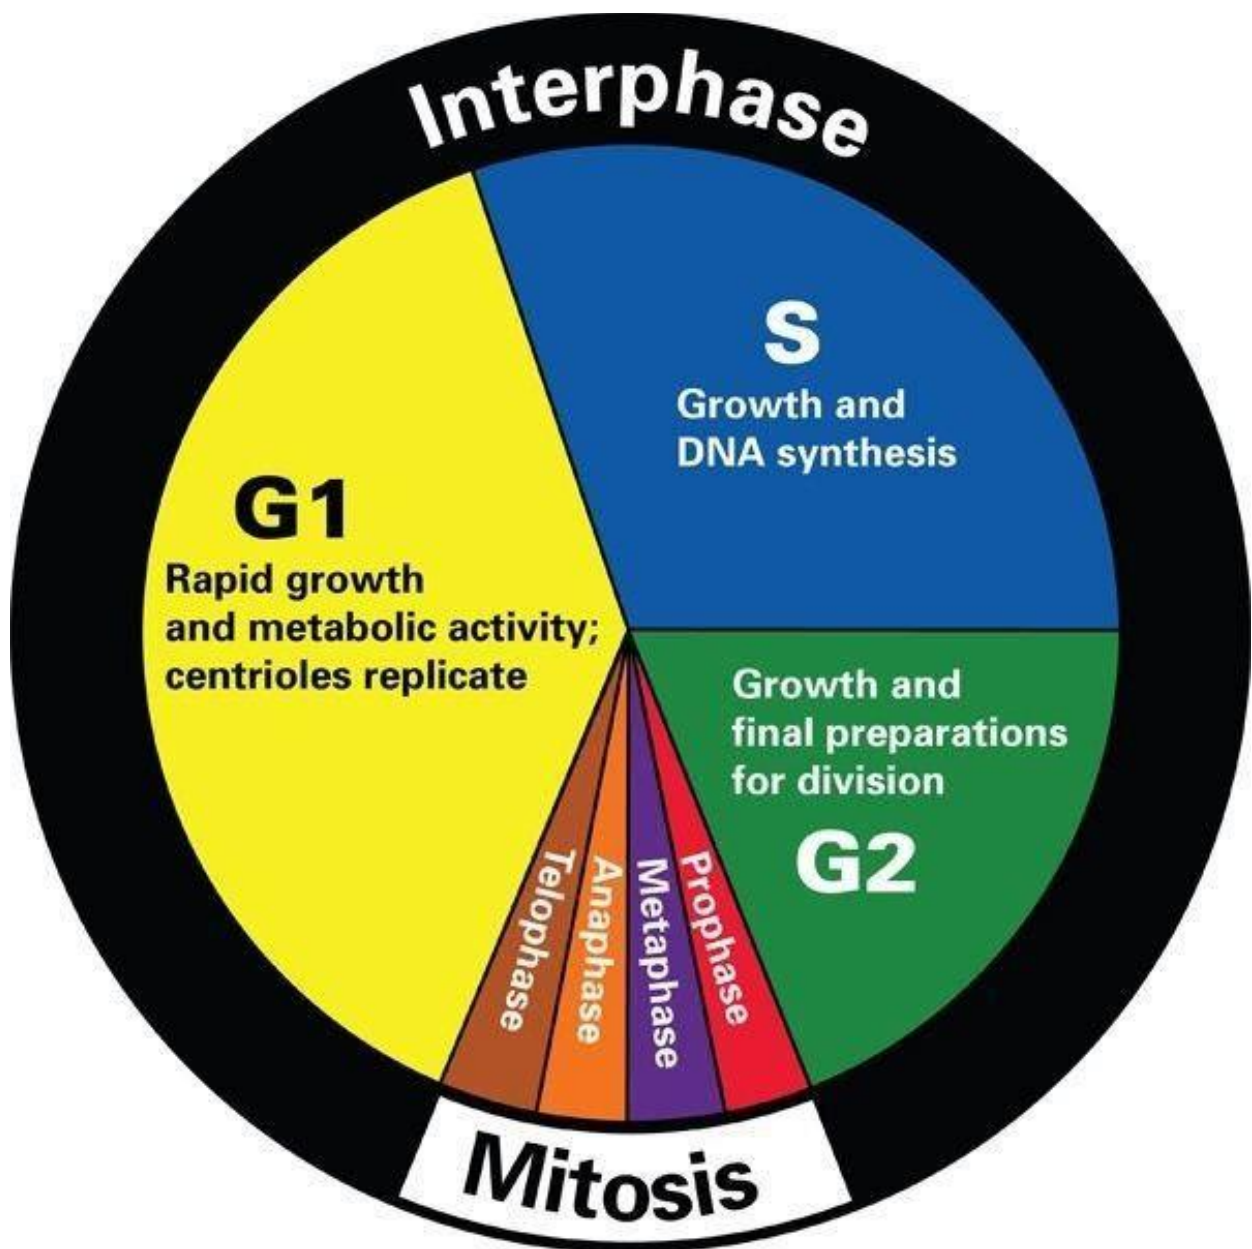 Interphase
S
Growth and
DNA synthesis
G1
Rapid growth
and metabolic activity;
centrioles replicate
Growth and
final preparations
for division
G2
Telophase
Anaphase
Metaphase
Prophase
Mitosis